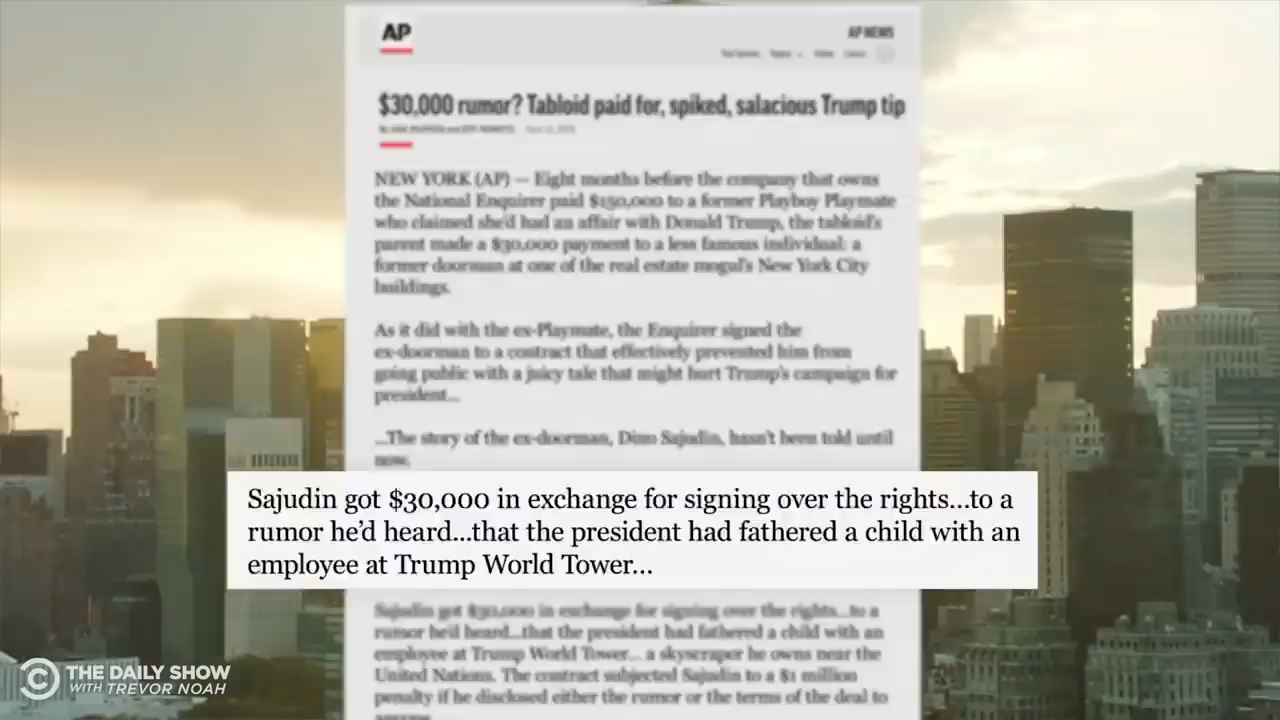 AP
AP NEWS
$30,000 rumor? Tabloid paid for, spiked, salacious Trump tip
NEW YORK (AP) — Eight months before the company that owns
the National Enquirer paid $150,000 to a former Playboy Playmate
who claimed she'd had an affair with Donald Trump, the tabloid's
parent made a $30,000 payment to a less famous individual: a
former doorman at one of the real estate mogul's New York City
buildings.
As it did with the ex-Playmate, the Enquirer signed the
ex-doorman to a contract that effectively prevented him from
going public with a juicy tale that might hurt Trump's campaign for
president...
...The story of the ex-doorman, Dino Sajudin, hasn't been told until
now.
Sajudin got $30,000 in exchange for signing over the rights...to a
rumor he’d heard...that the president had fathered a child with an
employee at Trump World Tower...
Sajudin got $30,000 in exchange for signing over the rights...to a
rumor he'd heard...that the president had fathered a child with an
employee at Trump World Tower... a skyscraper he owns near the
United Nations. The contract subjected Sajudin to a $1 million
penalty if he disclosed either the rumor or the terms of the deal to
THE DAILY SHOW
WITH TREVOR NOAH